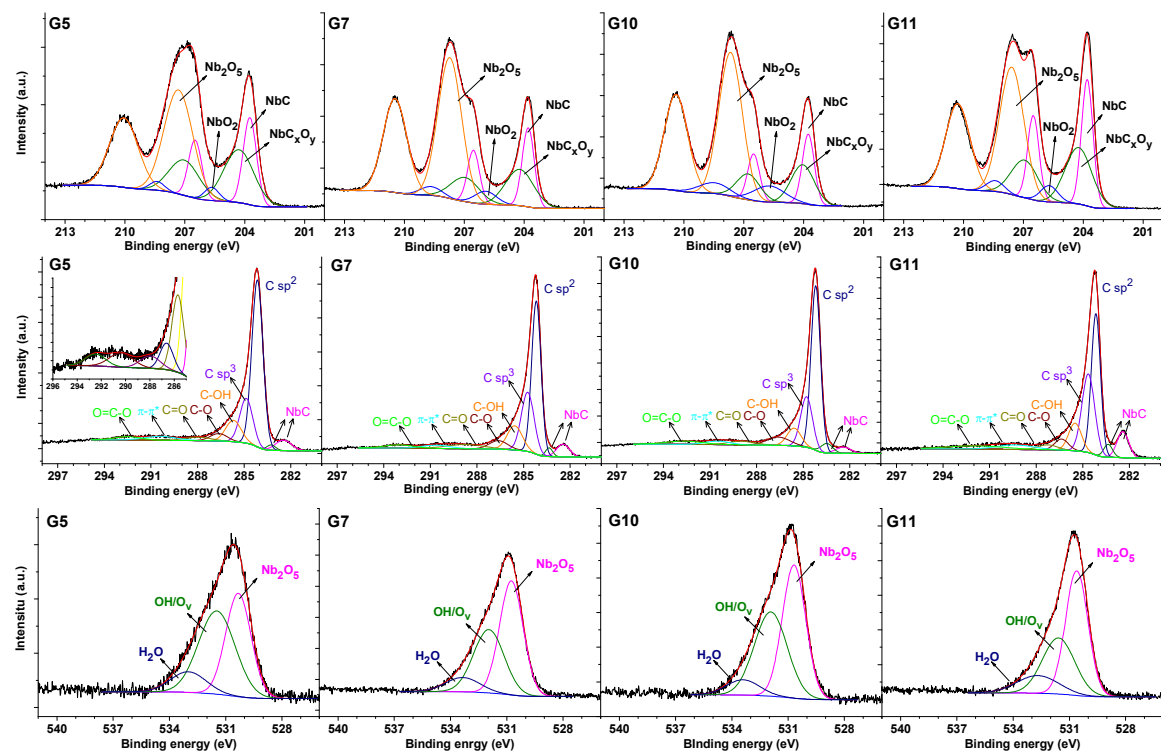 G5
G7
G10
G11
Intensity (a.u.)
Nb₂O₅
NbO₂
NbC
NbCₓOᵧ
Nb₂O₅
NbO₂
NbC
NbCₓOᵧ
Nb₂O₅
NbO₂
NbC
NbCₓOᵧ
Nb₂O₅
NbO₂
NbC
NbCₓOᵧ
213 210 207 204 201
213 210 207 204 201
213 210 207 204 201
213 210 207 204 201
Binding energy (eV)
Binding energy (eV)
Binding energy (eV)
Binding energy (eV)
G5
G7
G10
G11
Intensity (a.u.)
296 294 292 290 288 286
C sp²
C sp³
C-OH
O=C-O π-π* C=O C-O NbC
C sp²
C sp³
C-OH
O=C-O π-π* C=O C-O NbC
C sp²
C sp³
C-OH
O=C-O π-π* C=O C-O NbC
C sp²
C sp³
C-OH
O=C-O π-π* C=O C-O NbC
297 294 291 288 285 282
297 294 291 288 285 282
297 294 291 288 285 282
297 294 291 288 285 282
Binding energy (eV)
Binding energy (eV)
Binding energy (eV)
Binding energy (eV)
G5
G7
G10
G11
Intensitu (a.u.)
Nb₂O₅
OH/Oᵥ
H₂O
Nb₂O₅
OH/Oᵥ
H₂O
Nb₂O₅
OH/Oᵥ
H₂O
Nb₂O₅
OH/Oᵥ
H₂O
540 537 534 531 528
540 537 534 531 528
540 537 534 531 528
540 537 534 531 528
BInding energy (eV)
BInding energy (eV)
BInding energy (eV)
BInding energy (eV)